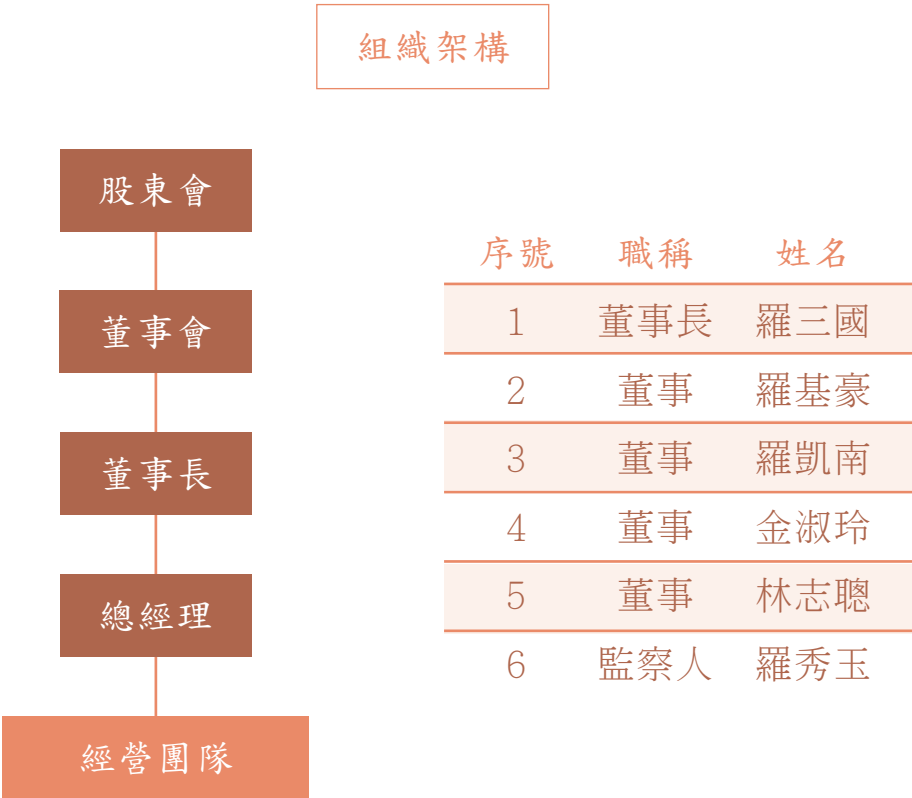 組織架構
股東會
董事會
董事長
總經理
經營團隊
序號 職稱 姓名
1 董事長 羅三國
2 董事 羅基豪
3 董事 羅凱南
4 董事 金淑玲
5 董事 林志聰
6 監察人 羅秀玉